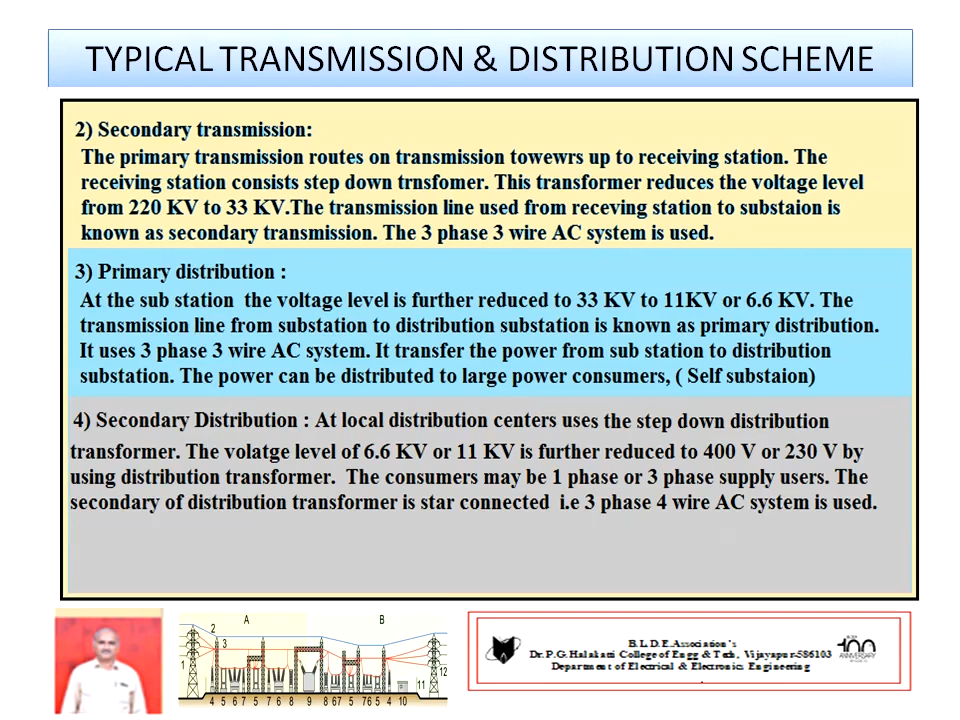 TYPICAL TRANSMISSION & DISTRIBUTION SCHEME
2) Secondary transmission:
The primary transmission routes on transmission towewrs up to receiving station. The
receiving station consists step down trnsfomer. This transformer reduces the voltage level
from 220 KV to 33 KV.The transmission line used from receving station to substaion is
known as secondary transmission. The 3 phase 3 wire AC system is used.
3) Primary distribution :
At the sub station the voltage level is further reduced to 33 KV to 11KV or 6.6 KV. The
transmission line from substation to distribution substation is known as primary distribution.
It uses 3 phase 3 wire AC system. It transfer the power from sub station to distribution
substation. The power can be distributed to large power consumers, ( Self substaion)
4) Secondary Distribution : At local distribution centers uses the step down distribution
transformer. The volatge level of 6.6 KV or 11 KV is further reduced to 400 V or 230 V by
using distribution transformer. The consumers may be 1 phase or 3 phase supply users. The
secondary of distribution transformer is star connected i.e 3 phase 4 wire AC system is used.
A B
2
3
1
12
11
4 5 6 7 5 7 6 8 9 8 67 5 76 5 4 10
B.L.D.E.Association's
Dr.P.G.Halakatti College of Engg & Tech, Vijayapur-586103
Department of Electrical & Electronics Engineering
100
ANNIVERSARY